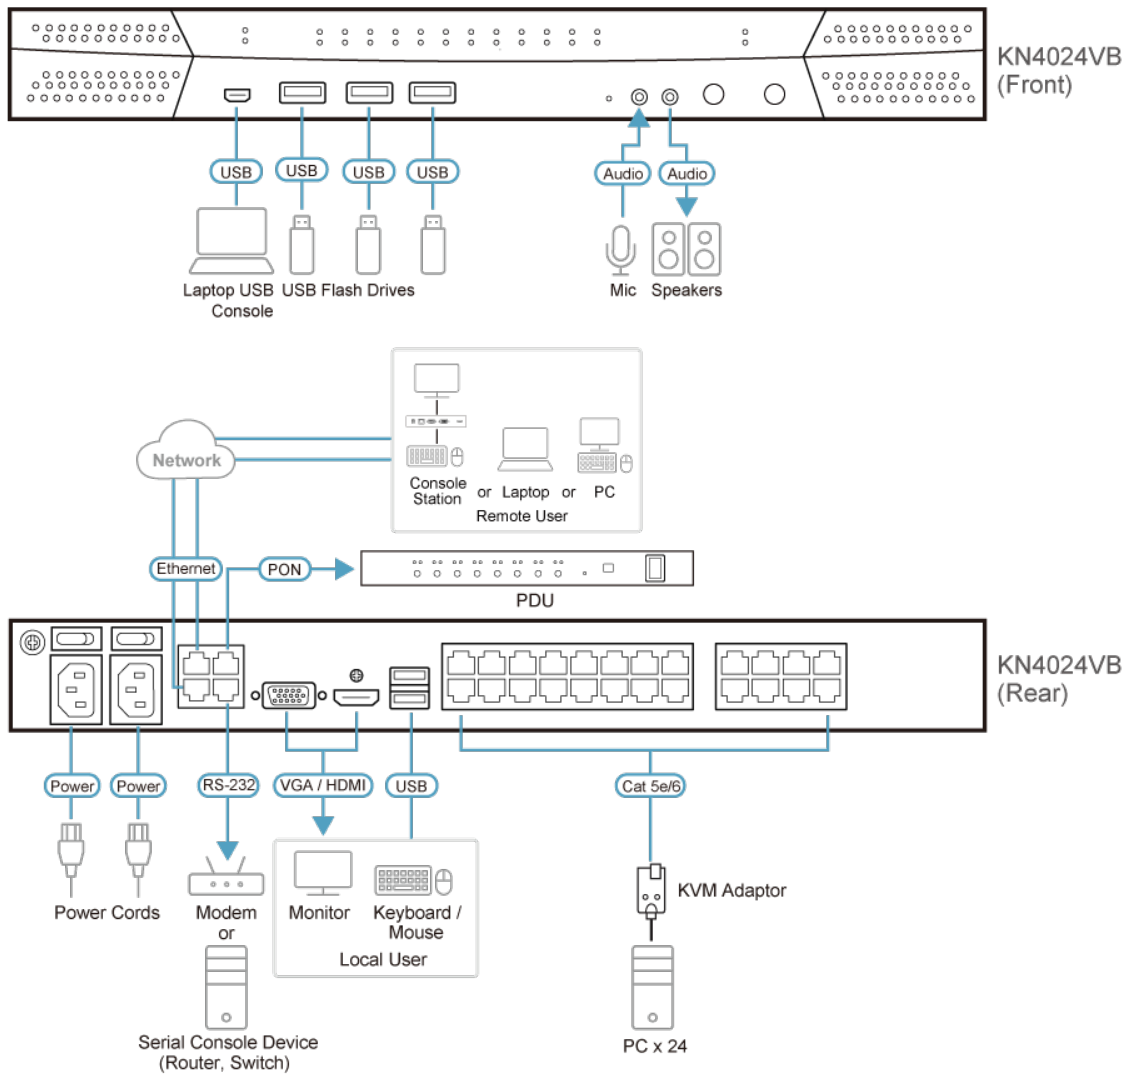 KN4024VB
(Front)
USB
USB
USB
USB
Audio
Audio
Laptop USB
Console
USB Flash Drives
Mic
Speakers
Network
Console
Station
or
Laptop
or
PC
Remote User
Ethernet
PON
PDU
KN4024VB
(Rear)
Power
Power
RS-232
VGA / HDMI
USB
Cat 5e/6
Power Cords
Modem
or
Serial Console Device
(Router, Switch)
Monitor
Keyboard /
Mouse
Local User
KVM Adaptor
PC x 24